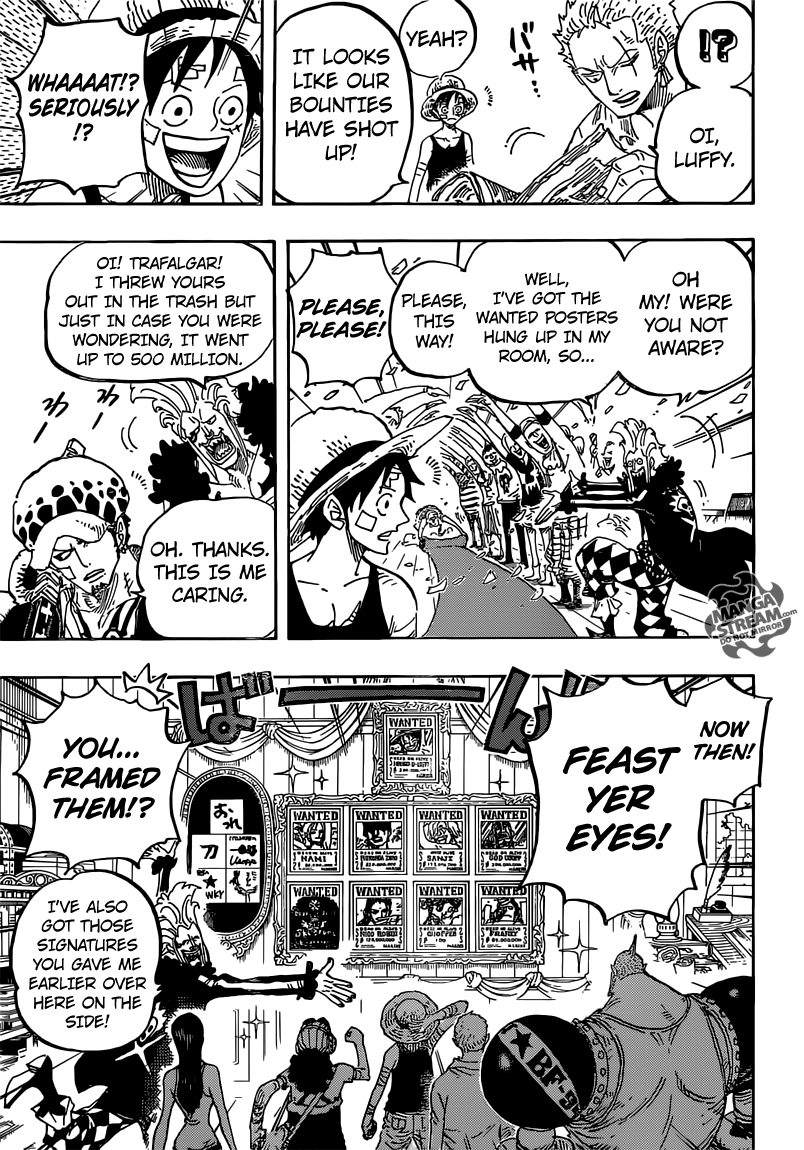 !?
OI,
LUFFY.
バサ…
YEAH?
IT LOOKS
LIKE OUR
BOUNTIES
HAVE SHOT
UP!
WHAAAAT!?
SERIOUSLY
!?
OH
MY! WERE
YOU NOT
AWARE?
WELL,
I'VE GOT THE
WANTED POSTERS
HUNG UP IN MY
ROOM, SO...
PLEASE,
THIS
WAY!
PLEASE,
PLEASE!
OI! TRAFALGAR!
I THREW YOURS
OUT IN THE TRASH BUT
JUST IN CASE YOU WERE
WONDERING, IT WENT
UP TO 500 MILLION.
OH. THANKS.
THIS IS ME
CARING.
MANGA
STREAM.com
DO NOT MIRROR
NOW
THEN!
FEAST
YER
EYES!
ばーん
YOU...
FRAMED
THEM!?
I'VE ALSO
GOT THOSE
SIGNATURES
YOU GAVE ME
EARLIER OVER
HERE ON THE
SIDE!
WANTED
WANTED
WANTED
WANTED
WANTED
NAMI
SANJI
WANTED
WANTED
WANTED
WANTED
FRANKY
刀
WKY
BF-9